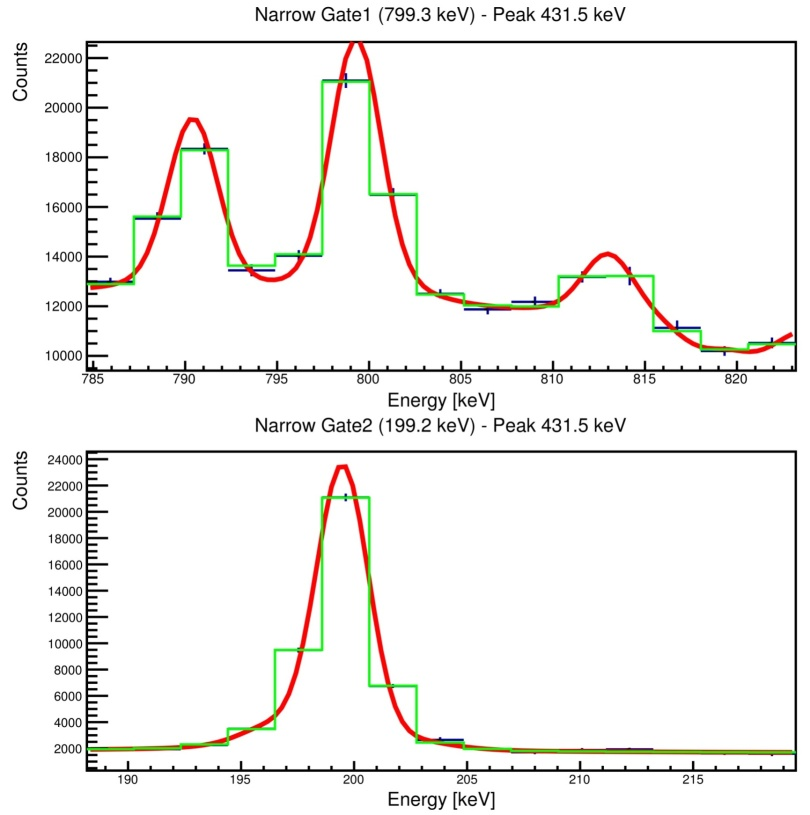 Narrow Gate1 (799.3 keV) - Peak 431.5 keV
Counts
22000
20000
18000
16000
14000
12000
10000
785 790 795 800 805 810 815 820
Energy [keV]
Narrow Gate2 (199.2 keV) - Peak 431.5 keV
Counts
24000
22000
20000
18000
16000
14000
12000
10000
8000
6000
4000
2000
190 195 200 205 210 215
Energy [keV]